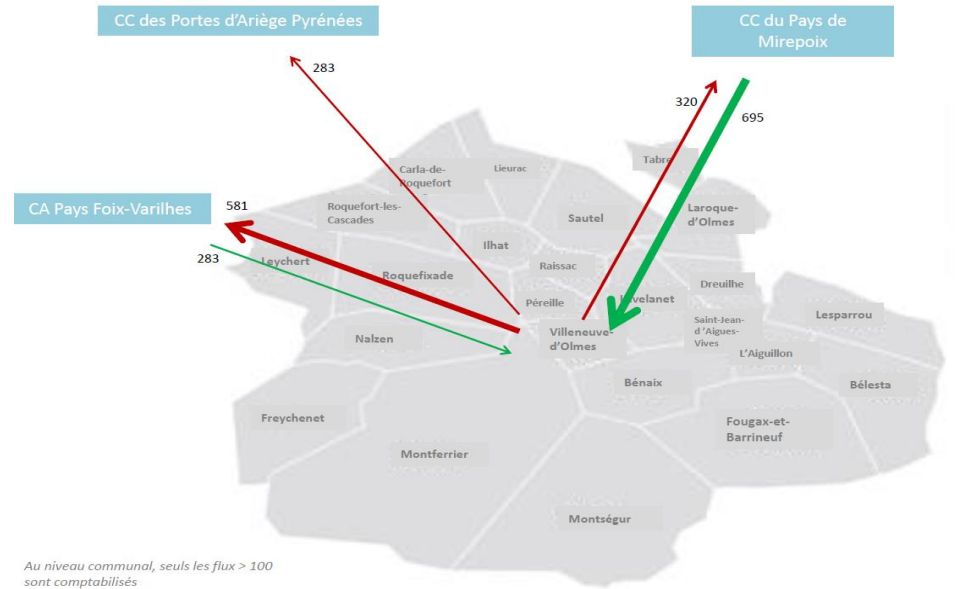 CC des Portes d'Ariège Pyrénées
CC du Pays de
Mirepoix
283
320
695
Tabre
Carla-de-
Roquefort
Lieurac
CA Pays Foix-Varilhes
581
Roquefort-les-
Cascades
Sautel
Laroque-
d'Olmes
283
Ilhat
Leychert
Roquefixade
Raissac
Dreuilhe
Péreille
Lavelanet
Lesparrou
Saint-Jean-
d'Aigues-
Vives
Nalzen
Villeneuve-
d'Olmes
L'Aiguillon
Bénaix
Bélesta
Freychenet
Fougax-et-
Barrineuf
Montferrier
Montségur
Au niveau communal, seuls les flux > 100
sont comptabilisés